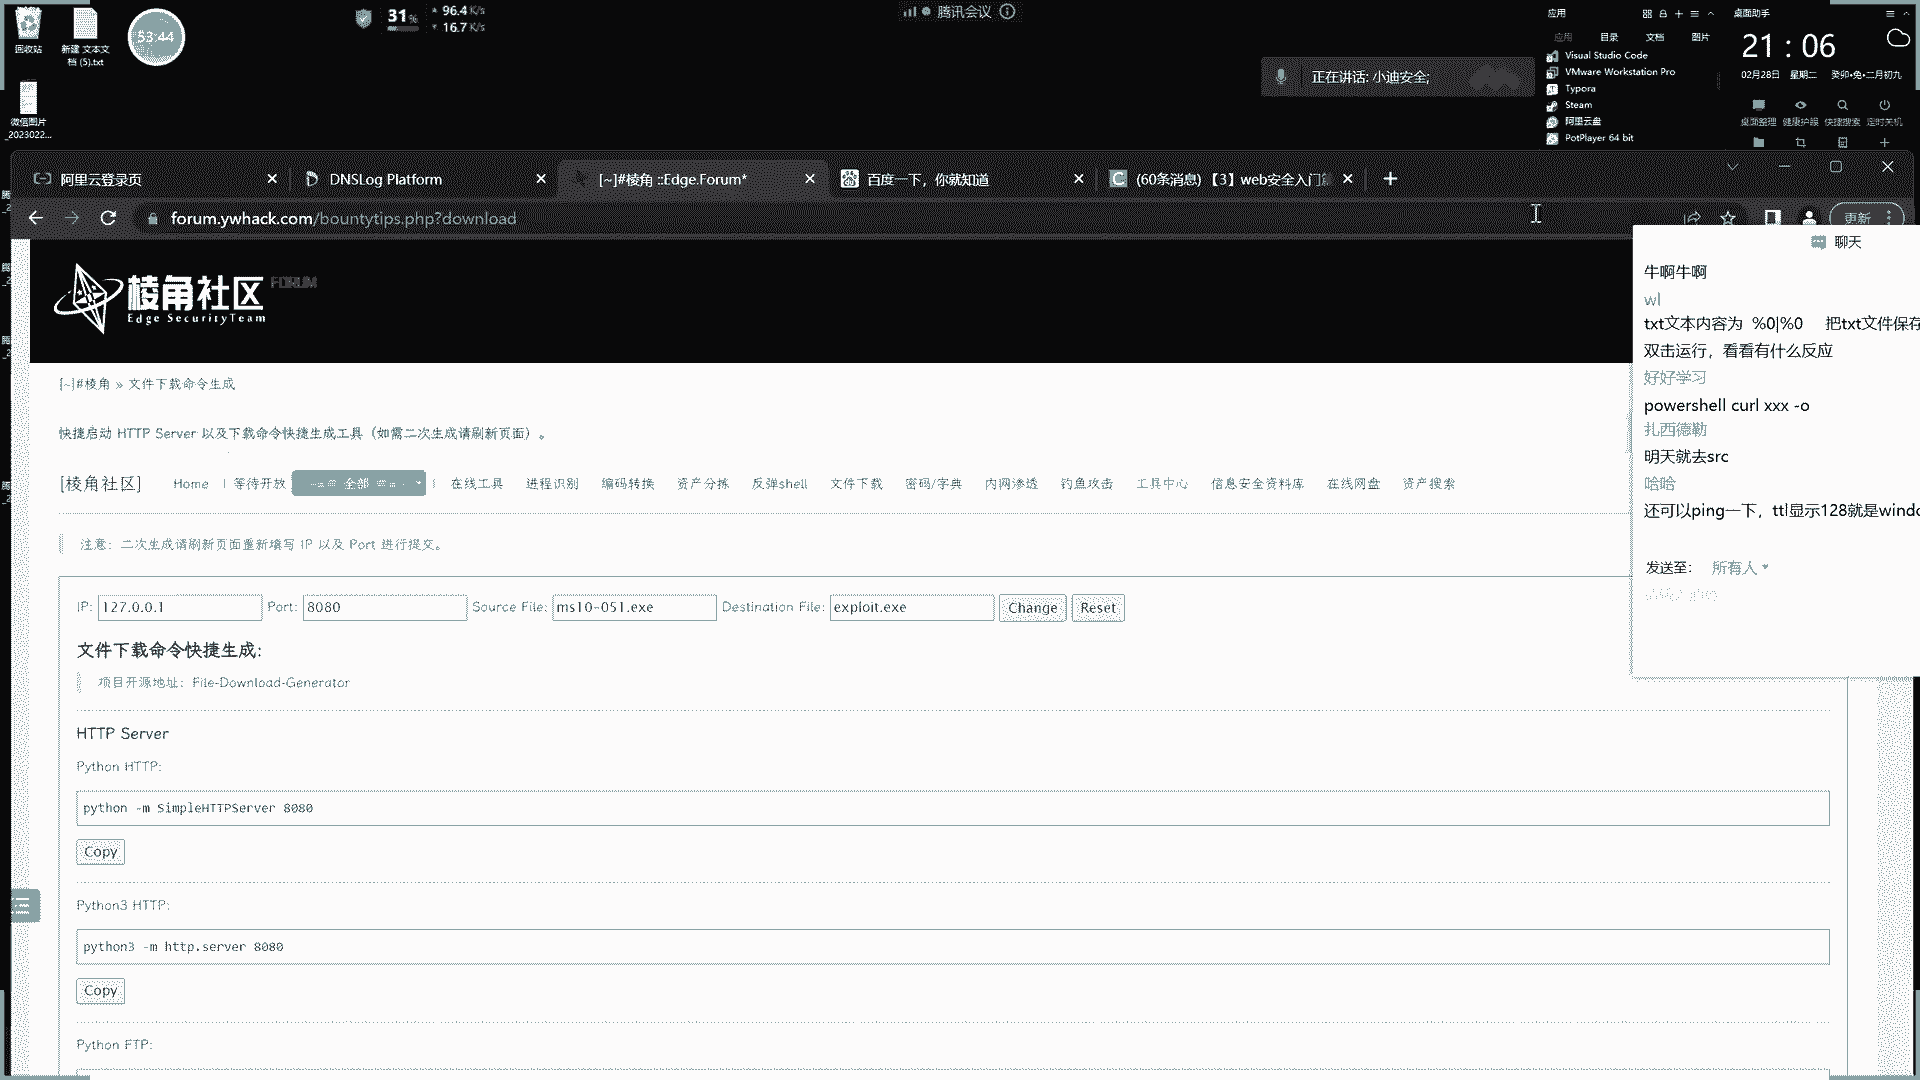 回收站
新建 文本文
档 (5).txt
53:44
31%
96.4 K/s
16.7 K/s
腾讯会议
微信图片
_2023022...
正在讲话: 小迪安全;
应用
应用 目录 文档 图片
Visual Studio Code
VMware Workstation Pro
Typora
Steam
阿里云盘
PotPlayer 64 bit
桌面助手
21 : 06
02月28日 星期二 癸卯•兔•二月初九
桌面整理 健康护眼 快捷搜索 定时关机
阿里云登录页
DNSLog Platform
[~]#棱角 ::Edge.Forum*
百度一下，你就知道
(60条消息) 【3】web安全入门篇
forum.ywhack.com/bountytips.php?download
更新
棱角社区 FORUM
Edge SecurityTeam
[~]#棱角 » 文件下载命令生成
快捷启动 HTTP Server 以及下载命令快捷生成工具（如需二次生成请刷新页面）。
[棱角社区] Home | 等待开放 全部 | 在线工具 进程识别 编码转换 资产分拣 反弹shell 文件下载 密码/字典 内网渗透 钓鱼攻击 工具中心 信息安全资料库 在线网盘 资产搜索
注意: 二次生成请刷新页面重新填写 IP 以及 Port 进行提交。
IP: 127.0.0.1 Port: 8080 Source File: ms10-051.exe Destination File: exploit.exe Change Reset
文件下载命令快捷生成:
项目开源地址: File-Download-Generator
HTTP Server
Python HTTP:
python -m SimpleHTTPServer 8080
Copy
Python3 HTTP:
python3 -m http.server 8080
Copy
Python FTP:
聊天
牛啊牛啊
wl
txt文本内容为 %0|%0 把txt文件保存
双击运行，看看有什么反应
好好学习
powershell curl xxx -o
扎西德勒
明天就去src
哈哈
还可以ping一下，ttl显示128就是windo
发送至: 所有人